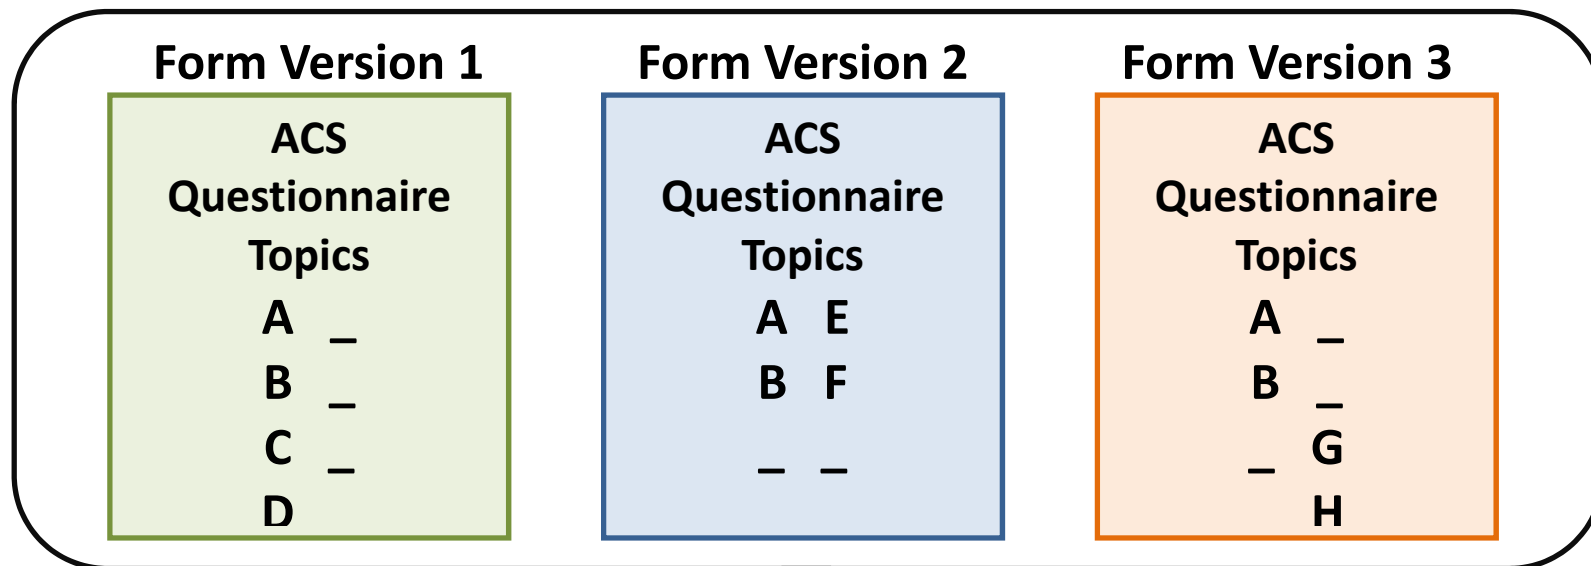 Form Version 1
ACS
Questionnaire
Topics
A _
B _
C _
D
Form Version 2
ACS
Questionnaire
Topics
A E
B F
_ _
Form Version 3
ACS
Questionnaire
Topics
A _
B _
_ G
H